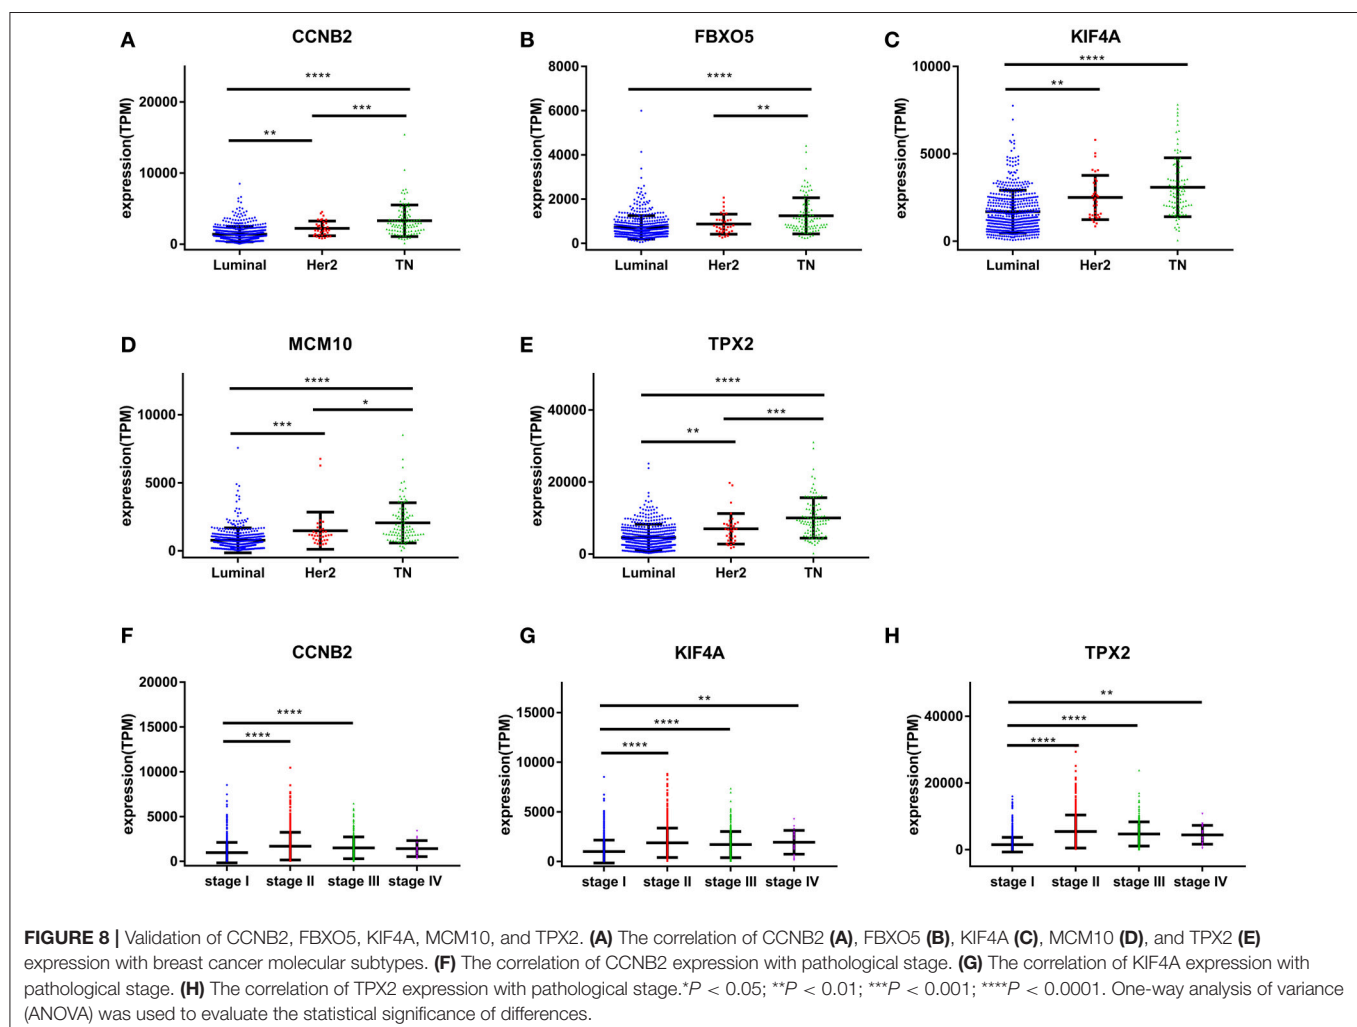 A
CCNB2
expression(TPM)
20000
10000
0
****
***
**
Luminal
Her2
TN
B
FBXO5
expression(TPM)
8000
6000
4000
2000
0
****
**
Luminal
Her2
TN
C
KIF4A
expression(TPM)
10000
5000
0
****
**
Luminal
Her2
TN
D
MCM10
expression(TPM)
10000
5000
0
****
*
***
Luminal
Her2
TN
E
TPX2
expression(TPM)
40000
20000
0
****
***
**
Luminal
Her2
TN
F
CCNB2
expression(TPM)
20000
15000
10000
5000
0
****
****
stage I
stage II
stage III
stage IV
G
KIF4A
expression(TPM)
15000
10000
5000
0
**
****
****
stage I
stage II
stage III
stage IV
H
TPX2
expression(TPM)
40000
20000
0
**
****
****
stage I
stage II
stage III
stage IV
FIGURE 8 | Validation of CCNB2, FBXO5, KIF4A, MCM10, and TPX2. (A) The correlation of CCNB2 (A), FBXO5 (B), KIF4A (C), MCM10 (D), and TPX2 (E)
expression with breast cancer molecular subtypes. (F) The correlation of CCNB2 expression with pathological stage. (G) The correlation of KIF4A expression with
pathological stage. (H) The correlation of TPX2 expression with pathological stage.*P < 0.05; **P < 0.01; ***P < 0.001; ****P < 0.0001. One-way analysis of variance
(ANOVA) was used to evaluate the statistical significance of differences.